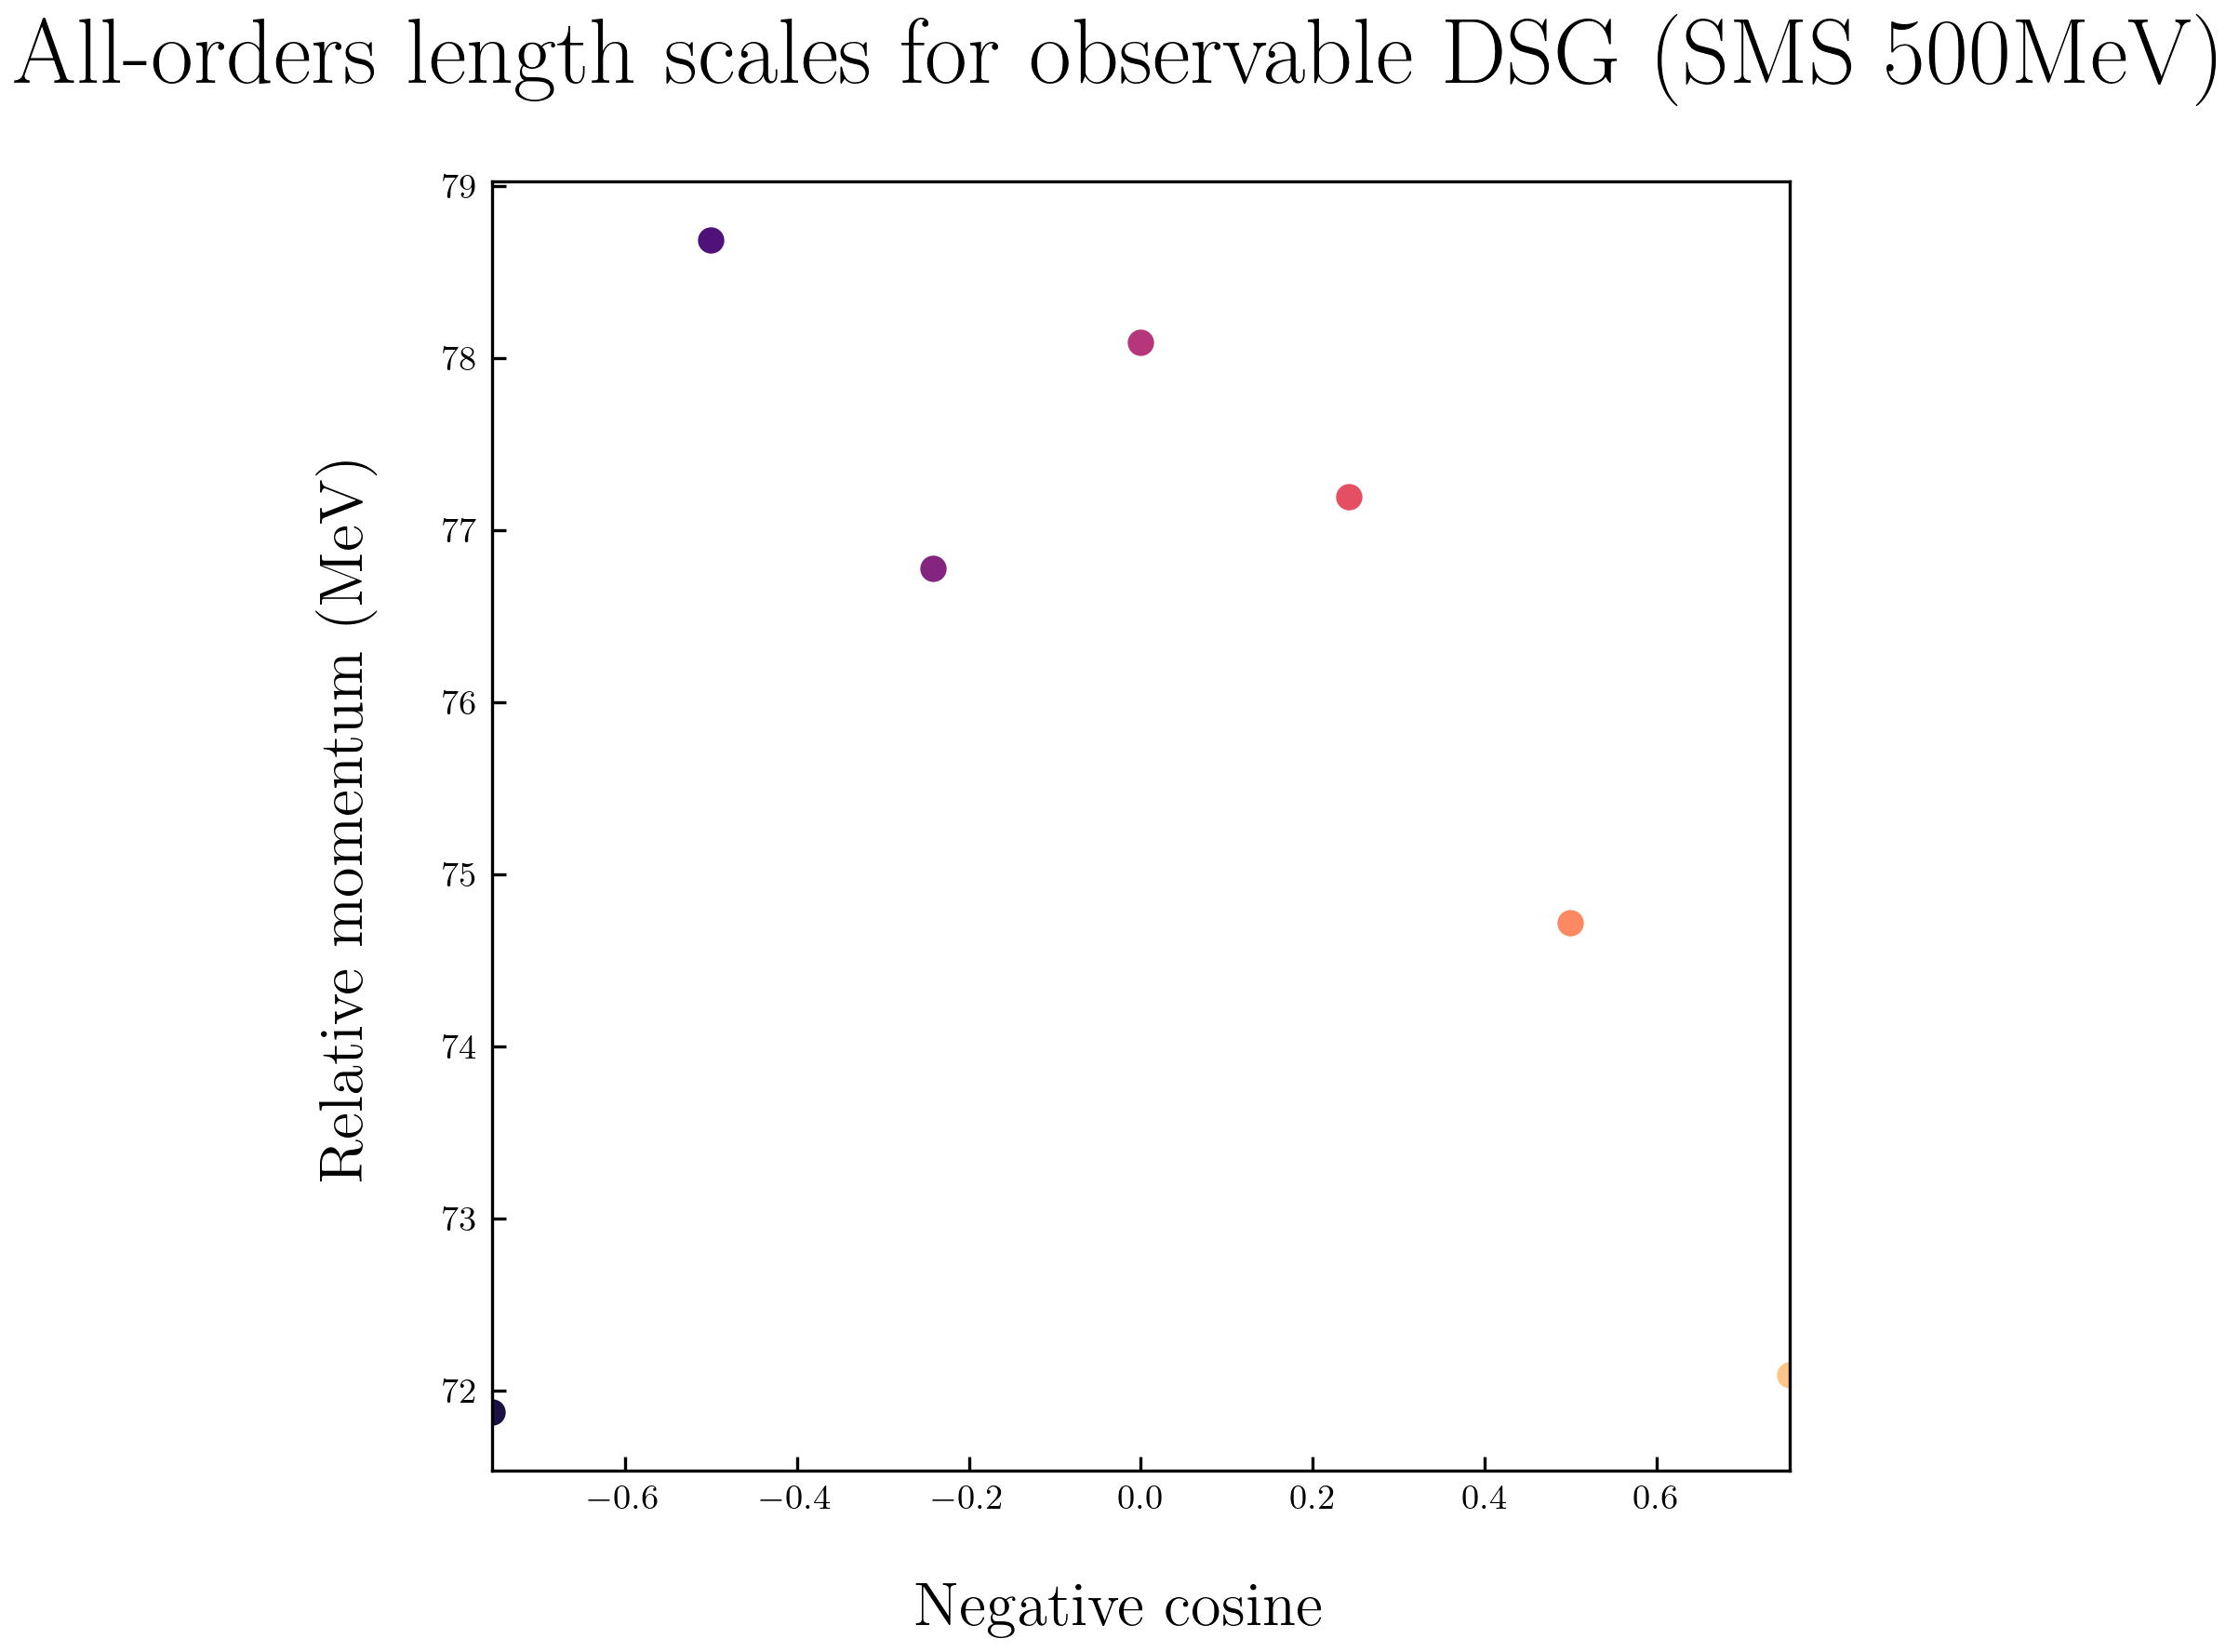 All-orders length scales for observable DSG (SMS 500MeV)
79
78
77
76
75
74
73
72
Relative momentum (MeV)
−0.6 −0.4 −0.2 0.0 0.2 0.4 0.6
Negative cosine